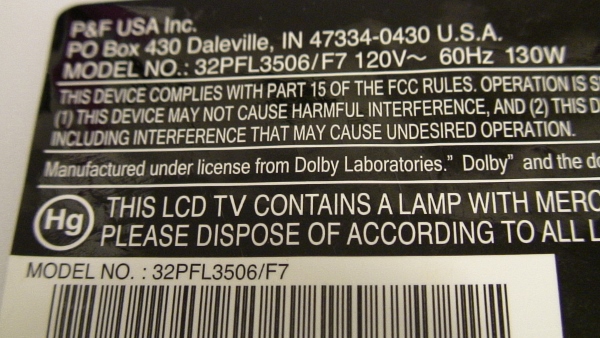 P&F USA Inc.
PO Box 430 Daleville, IN 47334-0430 U.S.A.
MODEL NO.: 32PFL3506/F7 120V~ 60Hz 130W
THIS DEVICE COMPLIES WITH PART 15 OF THE FCC RULES. OPERATION IS S
(1) THIS DEVICE MAY NOT CAUSE HARMFUL INTERFERENCE, AND (2) THIS D
INCLUDING INTERFERENCE THAT MAY CAUSE UNDESIRED OPERATION.
Manufactured under license from Dolby Laboratories." Dolby" and the do
Hg THIS LCD TV CONTAINS A LAMP WITH MERC
PLEASE DISPOSE OF ACCORDING TO ALL L
MODEL NO. : 32PFL3506/F7